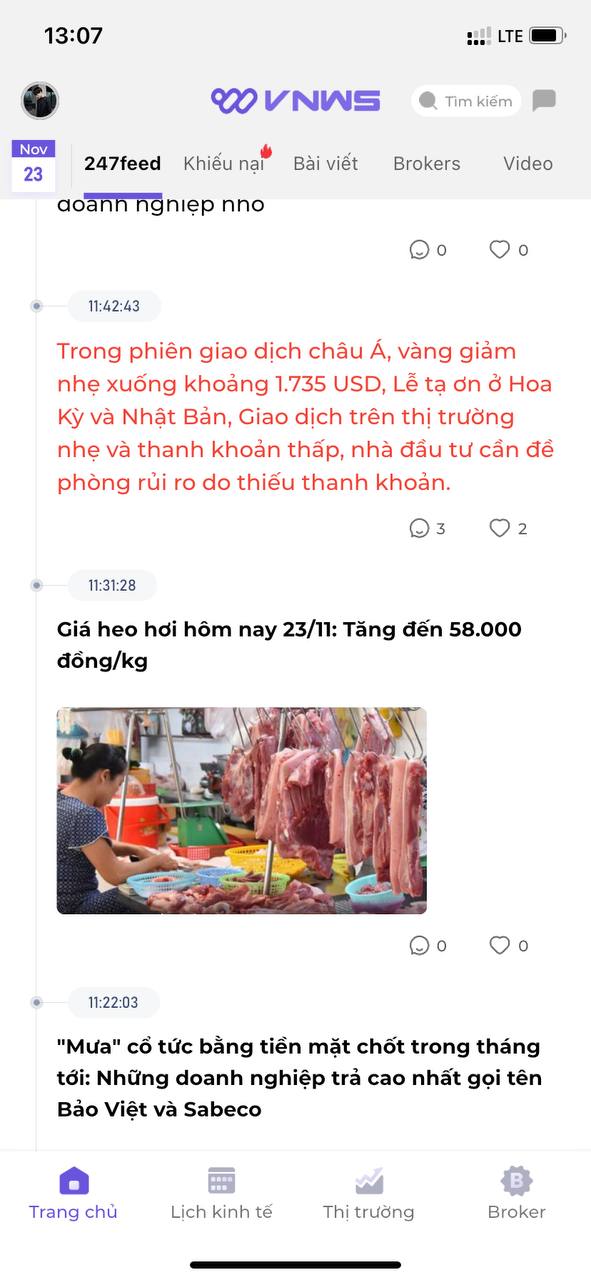 13:07
LTE
VNWS
Tìm kiếm
Nov
23
247feed
Khiếu nại
Bài viết
Brokers
Video
doanh nghiệp nhỏ
0
0
11:42:43
Trong phiên giao dịch châu Á, vàng giảm
nhẹ xuống khoảng 1.735 USD, Lễ tạ ơn ở Hoa
Kỳ và Nhật Bản, Giao dịch trên thị trường
nhẹ và thanh khoản thấp, nhà đầu tư cần đề
phòng rủi ro do thiếu thanh khoản.
3
2
11:31:28
Giá heo hơi hôm nay 23/11: Tăng đến 58.000
đồng/kg
0
0
11:22:03
"Mưa" cổ tức bằng tiền mặt chốt trong tháng
tới: Những doanh nghiệp trả cao nhất gọi tên
Bảo Việt và Sabeco
Trang chủ
Lịch kinh tế
Thị trường
B
Broker